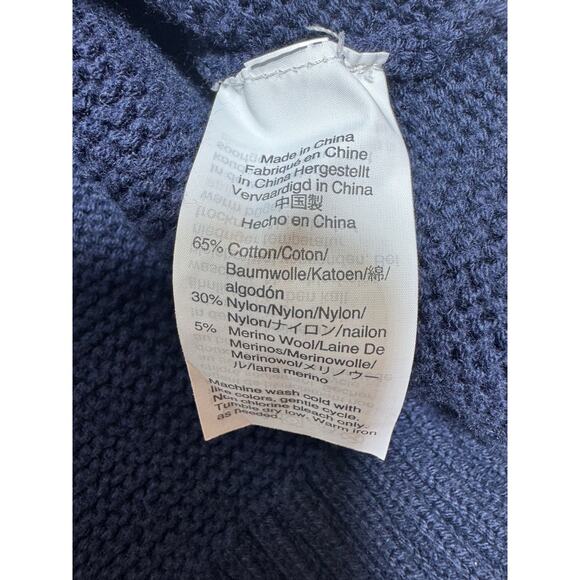 Made in China
Fabriqué en Chine
in China Hergestellt
Vervaardigd in China
中国製
Hecho en China
65% Cotton/Coton/
Baumwolle/Katoen/綿/
algodón
30% Nylon/Nylon/Nylon/
Nylon/ナイロン/nailon
5% Merino Wool/Laine De
Merinos/Merinowolle/
Merinowol/メリノウー
ル/lana merino
Machine wash cold with
like colors, gentle cycle.
Non chlorine bleach only.
Tumble dry low. Warm iron
as needed.